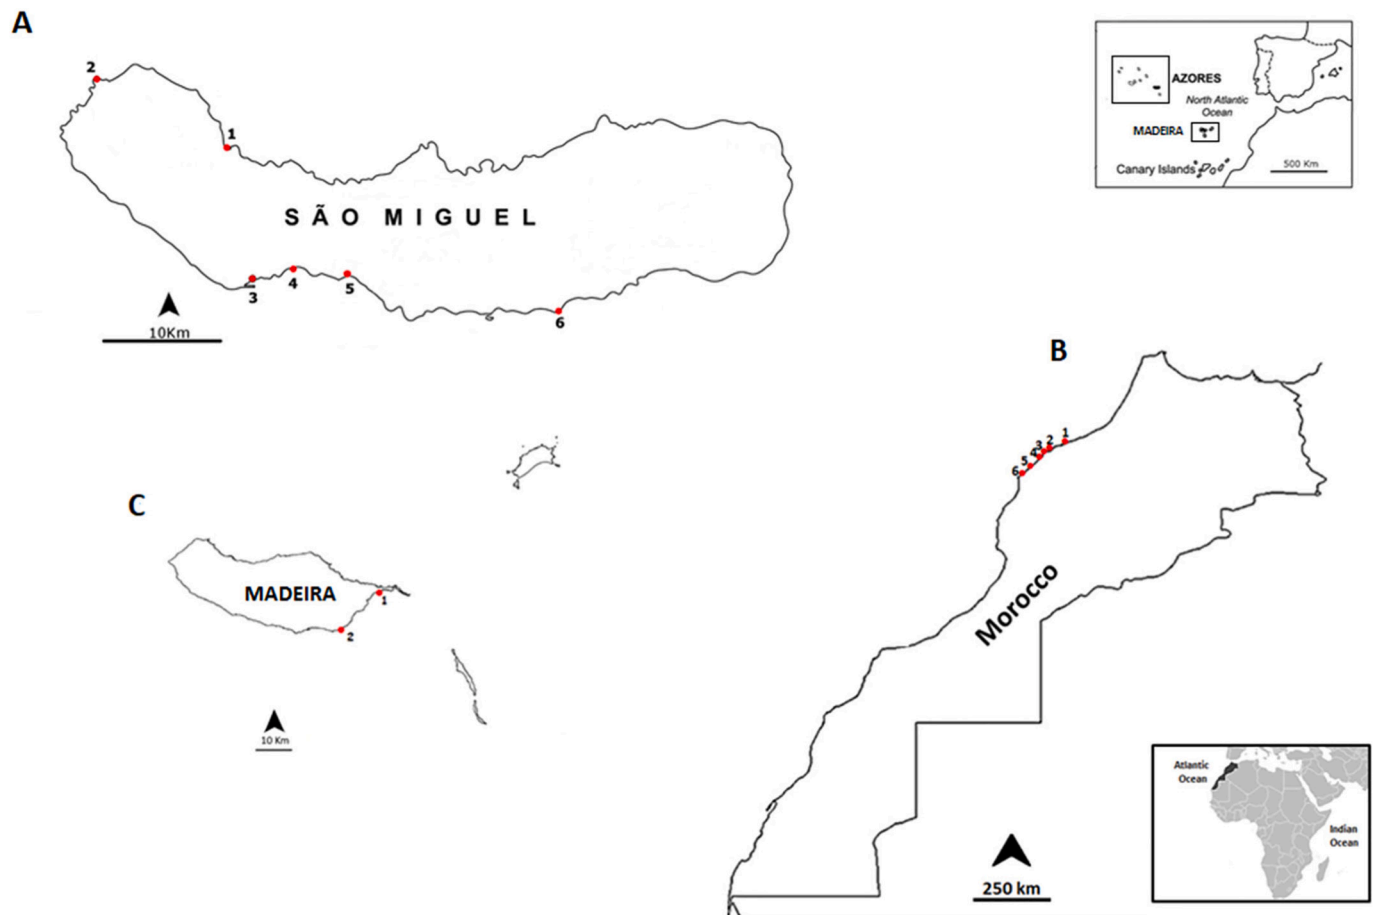 A
2
1
SÃO MIGUEL
3
4
5
6
10Km
AZORES
North Atlantic
Ocean
MADEIRA
Canary Islands
500 Km
B
1
2
3
4
5
6
Morocco
250 km
C
MADEIRA
1
2
10 Km
Atlantic
Ocean
Indian
Ocean